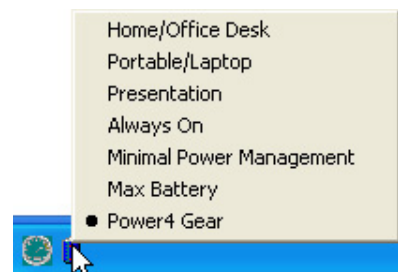 Home/Office Desk
Portable/Laptop
Presentation
Always On
Minimal Power Management
Max Battery
Power4 Gear